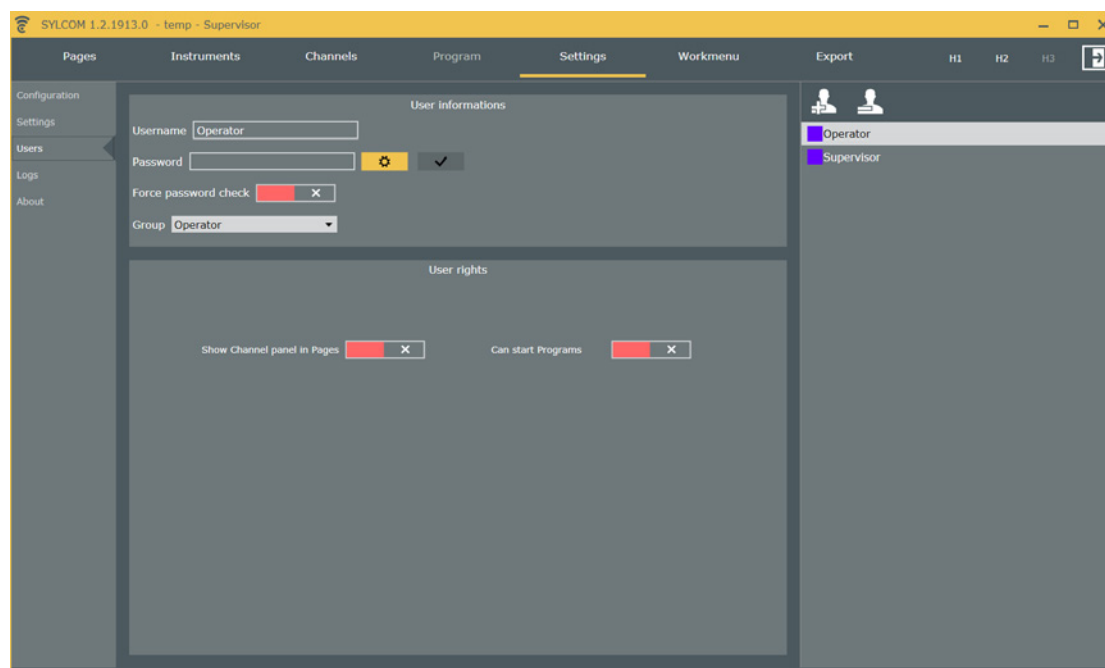 SYLCOM 1.2.1913.0 - temp - Supervisor
Pages Instruments Channels Program Settings Workmenu Export H1 H2 H3
Configuration
Settings
Users
Logs
About
User informations
Username Operator
Password
Force password check
Group Operator
User rights
Show Channel panel in Pages Can start Programs
Operator
Supervisor